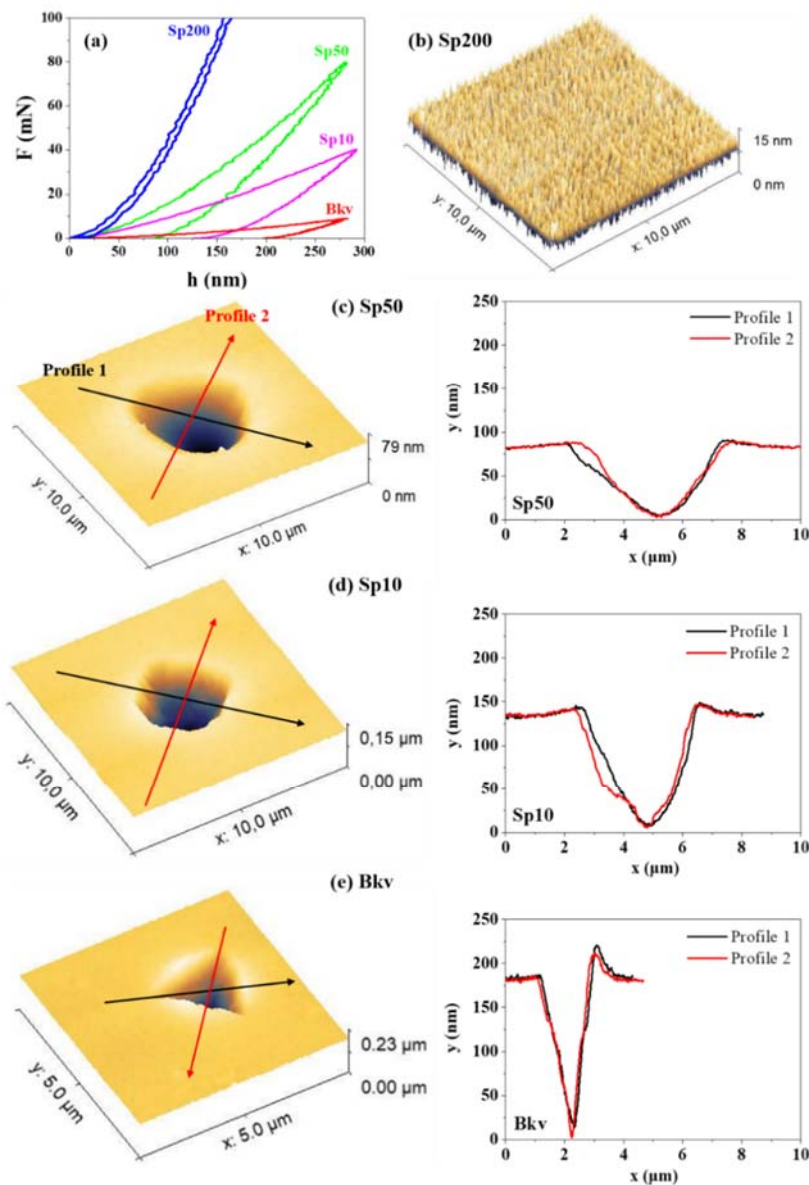 (a)
Sp200
Sp50
Sp10
Bkv
F (mN)
100
80
60
40
20
0
0 50 100 150 200 250 300
h (nm)
(b) Sp200
15 nm
0 nm
y: 10,0 µm
x: 10,0 µm
(c) Sp50
Profile 2
Profile 1
79 nm
0 nm
y: 10.0 µm
x: 10.0 µm
Profile 1
Profile 2
y (nm)
250
200
150
100
50
0
Sp50
0 2 4 6 8 10
x (µm)
(d) Sp10
0,15 µm
0,00 µm
y: 10,0 µm
x: 10,0 µm
Profile 1
Profile 2
y (nm)
250
200
150
100
50
0
Sp10
0 2 4 6 8 10
x (µm)
(e) Bkv
0.23 µm
0.00 µm
y: 5.0 µm
x: 5.0 µm
Profile 1
Profile 2
y (nm)
250
200
150
100
50
0
Bkv
0 2 4 6 8 10
x (µm)